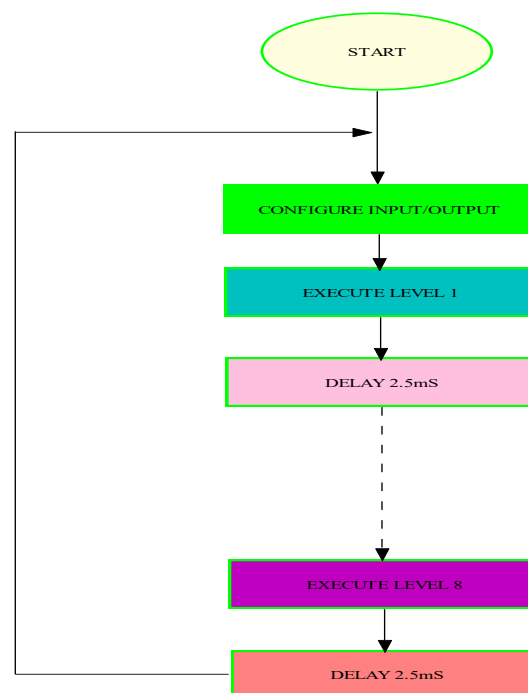 START
CONFIGURE INPUT/OUTPUT
EXECUTE LEVEL 1
DELAY 2.5mS
EXECUTE LEVEL 8
DELAY 2.5mS